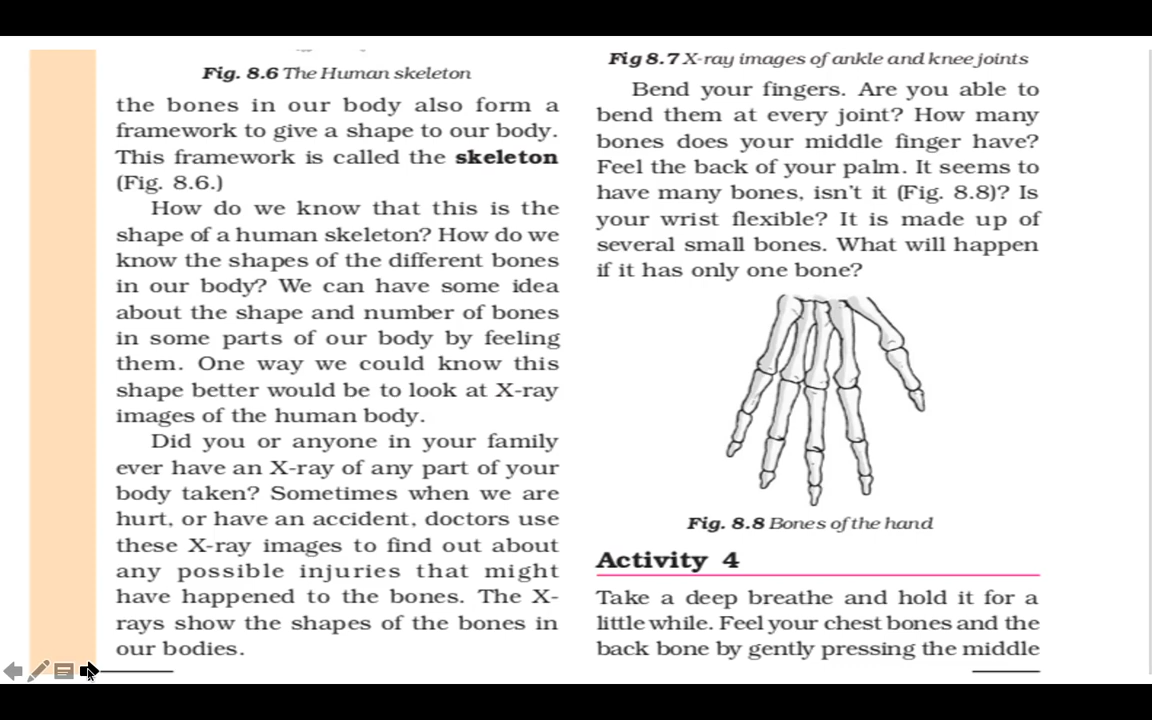 Fig. 8.6 The Human skeleton
the bones in our body also form a
framework to give a shape to our body.
This framework is called the skeleton
(Fig. 8.6.)
How do we know that this is the
shape of a human skeleton? How do we
know the shapes of the different bones
in our body? We can have some idea
about the shape and number of bones
in some parts of our body by feeling
them. One way we could know this
shape better would be to look at X-ray
images of the human body.
Did you or anyone in your family
ever have an X-ray of any part of your
body taken? Sometimes when we are
hurt, or have an accident, doctors use
these X-ray images to find out about
any possible injuries that might
have happened to the bones. The X-
rays show the shapes of the bones in
our bodies.
Fig 8.7 X-ray images of ankle and knee joints
Bend your fingers. Are you able to
bend them at every joint? How many
bones does your middle finger have?
Feel the back of your palm. It seems to
have many bones, isn't it (Fig. 8.8)? Is
your wrist flexible? It is made up of
several small bones. What will happen
if it has only one bone?
Fig. 8.8 Bones of the hand
Activity 4
Take a deep breathe and hold it for a
little while. Feel your chest bones and the
back bone by gently pressing the middle